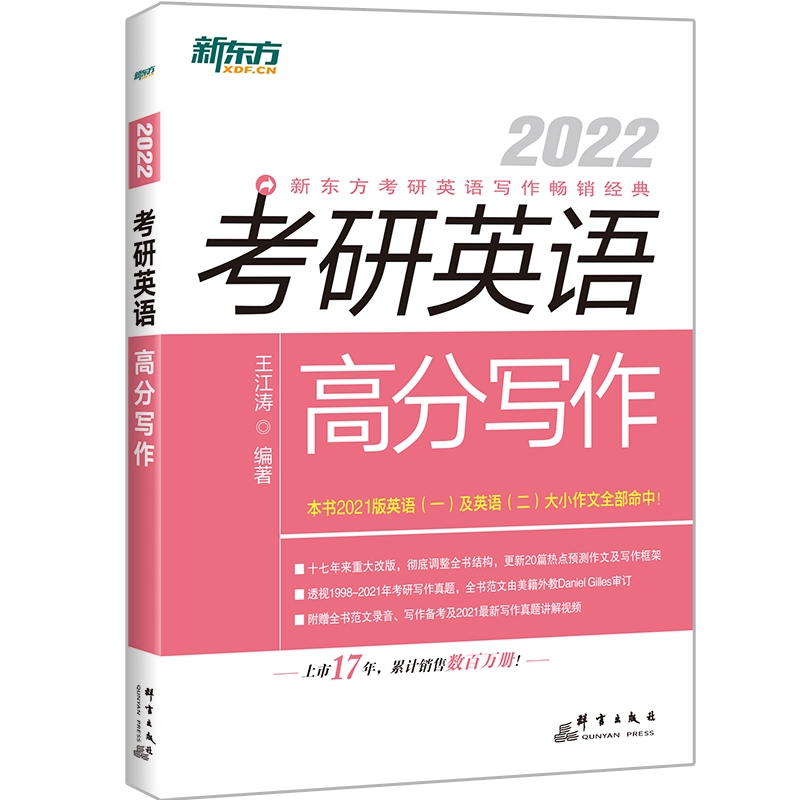 新东方
XDF.CN
2022
新东方考研英语写作畅销经典
考研英语
高分写作
王江涛◎编著
本书2021版英语（一）及英语（二）大小作文全部命中！
■ 十七年来重大改版，彻底调整全书结构，更新20篇热点预测作文及写作框架
■ 透视1998-2021年考研写作真题，全书范文由美籍外教Daniel Gilles审订
■ 附赠全书范文录音、写作备考及2021最新写作真题讲解视频
—上市17年，累计销售数百万册！—
群言出版社
QUNYAN PRESS
新东方
XDF.CN
2022
考研英语
高分写作
群言出版社
QUNYAN PRESS